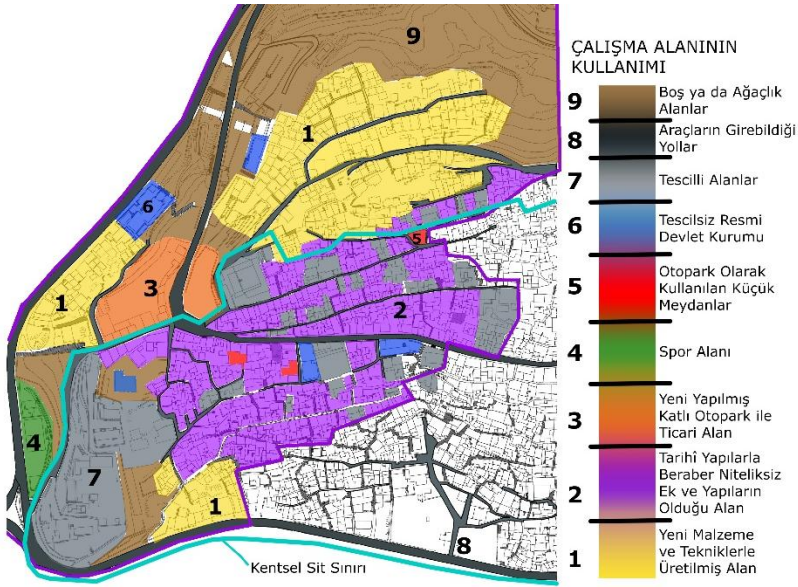 9
1
6
5
3
1
2
4
7
1
8
Kentsel Sit Sınırı
ÇALIŞMA ALANININ
KULLANIMI
9 Boş ya da Ağaçlık
Alanlar
8 Araçların Girebildiği
Yollar
7 Tescilli Alanlar
6 Tescilsiz Resmi
Devlet Kurumu
5 Otopark Olarak
Kullanılan Küçük
Meydanlar
4 Spor Alanı
3 Yeni Yapılmış
Katlı Otopark ile
Ticari Alan
2 Tarihî Yapılarla
Beraber Niteliksiz
Ek ve Yapıların
Olduğu Alan
1 Yeni Malzeme
ve Tekniklerle
Üretilmiş Alan